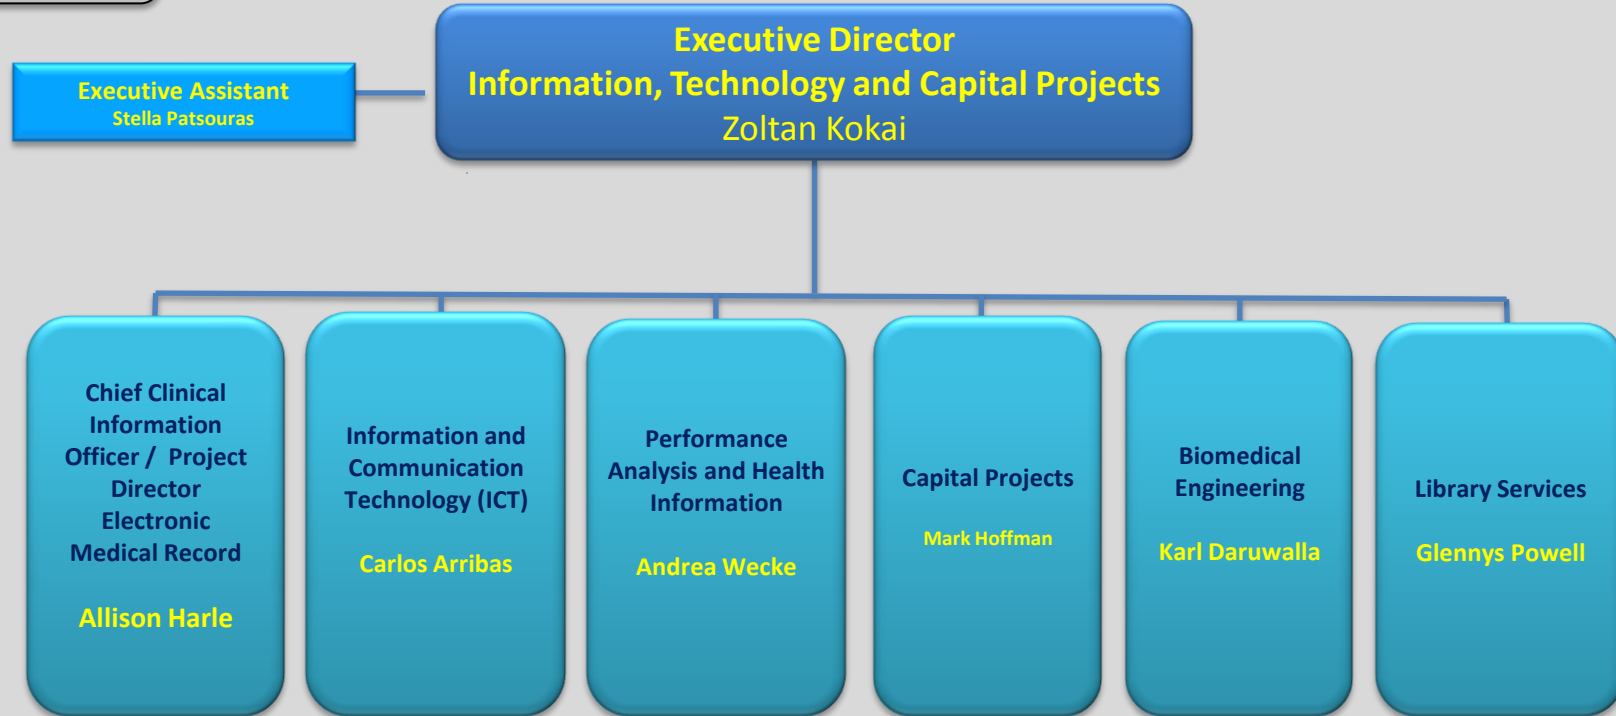 Executive Director
Information, Technology and Capital Projects
Zoltan Kokai
Executive Assistant
Stella Patsouras
Chief Clinical
Information
Officer / Project
Director
Electronic
Medical Record
Allison Harle
Information and
Communication
Technology (ICT)
Carlos Arribas
Performance
Analysis and Health
Information
Andrea Wecke
Capital Projects
Mark Hoffman
Biomedical
Engineering
Karl Daruwalla
Library Services
Glennys Powell